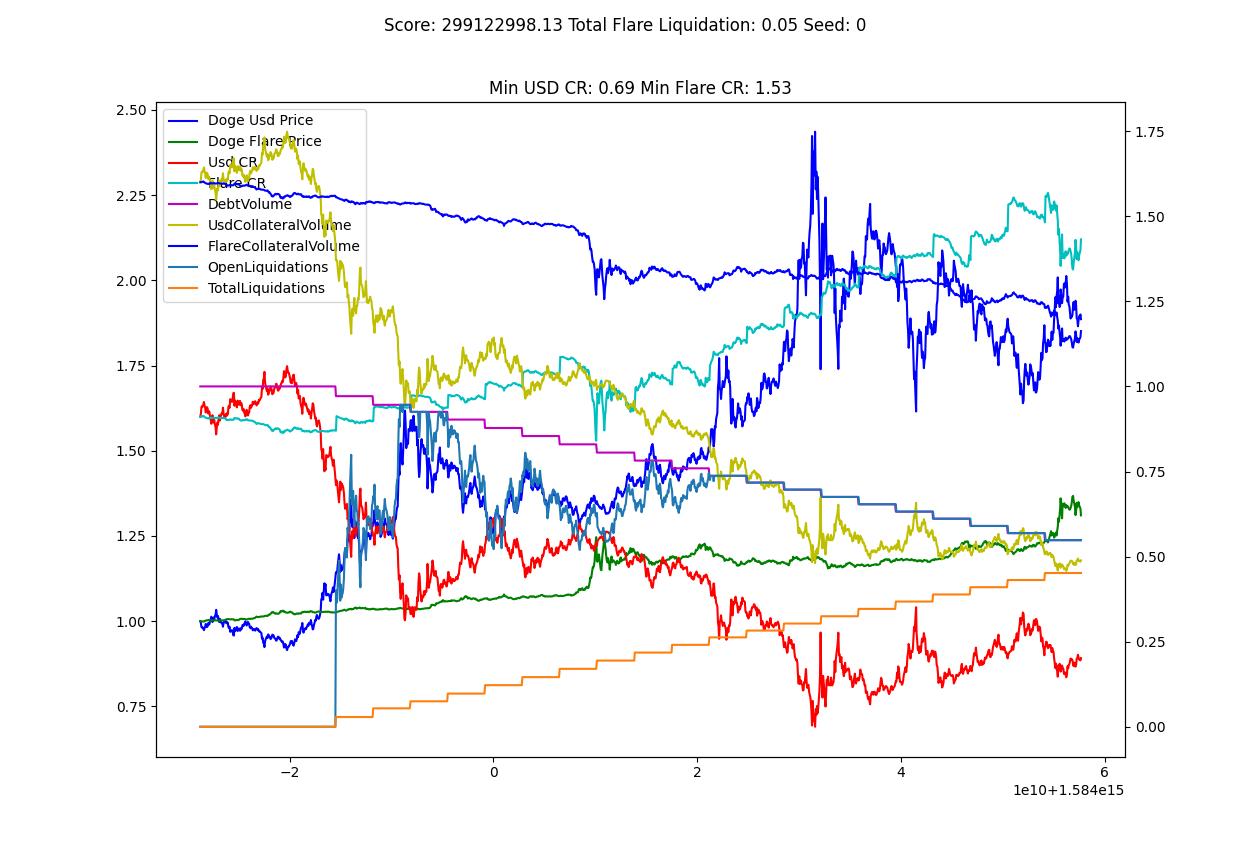 Score: 299122998.13 Total Flare Liquidation: 0.05 Seed: 0
Min USD CR: 0.69 Min Flare CR: 1.53
2.50
2.25
2.00
1.75
1.50
1.25
1.00
0.75
Doge Usd Price
Doge Flare Price
Usd CR
Flare CR
DebtVolume
UsdCollateralVolume
FlareCollateralVolume
OpenLiquidations
TotalLiquidations
1.75
1.50
1.25
1.00
0.75
0.50
0.25
0.00
−2 0 2 4 6
1e10+1.584e15